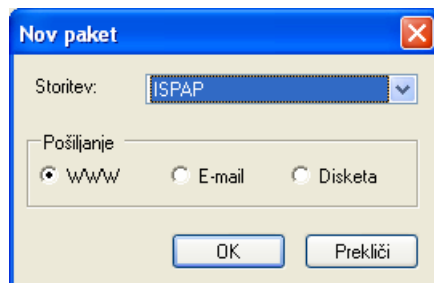 Nov paket
Storitev: ISPAP
Pošiljanje
WWW E-mail Disketa
OK Prekliči